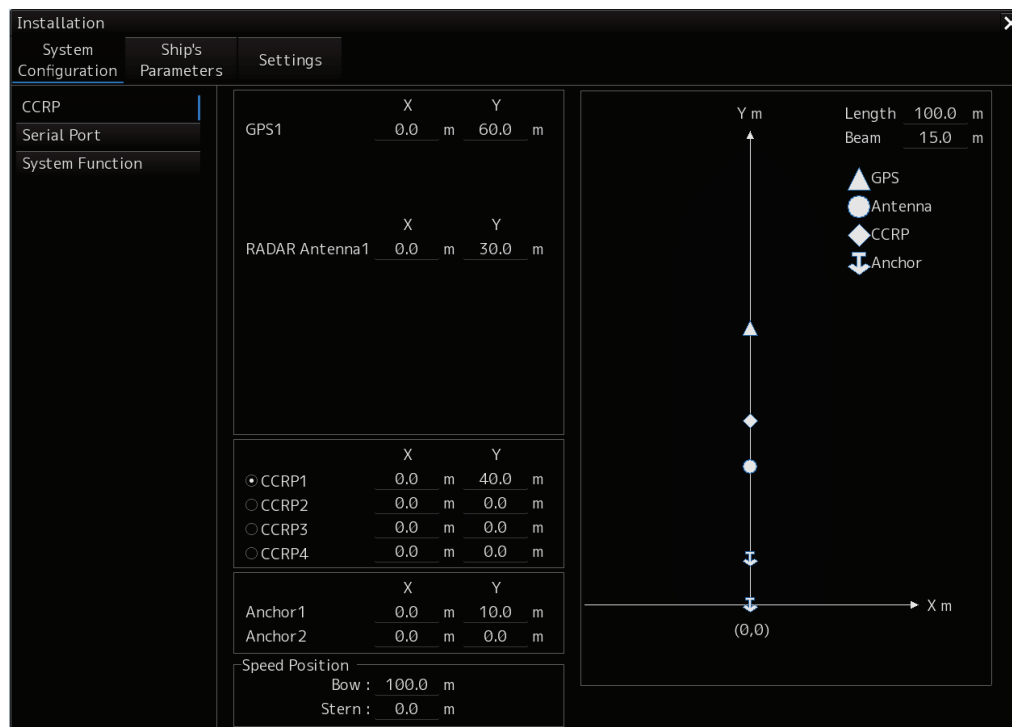 Installation
System Configuration
Ship's Parameters
Settings
CCRP
Serial Port
System Function
X Y
GPS1 0.0 m 60.0 m
X Y
RADAR Antenna1 0.0 m 30.0 m
X Y
CCRP1 0.0 m 40.0 m
CCRP2 0.0 m 0.0 m
CCRP3 0.0 m 0.0 m
CCRP4 0.0 m 0.0 m
X Y
Anchor1 0.0 m 10.0 m
Anchor2 0.0 m 0.0 m
Speed Position
Bow : 100.0 m
Stern : 0.0 m
Y m
Length 100.0 m
Beam 15.0 m
GPS
Antenna
CCRP
Anchor
X m
(0,0)